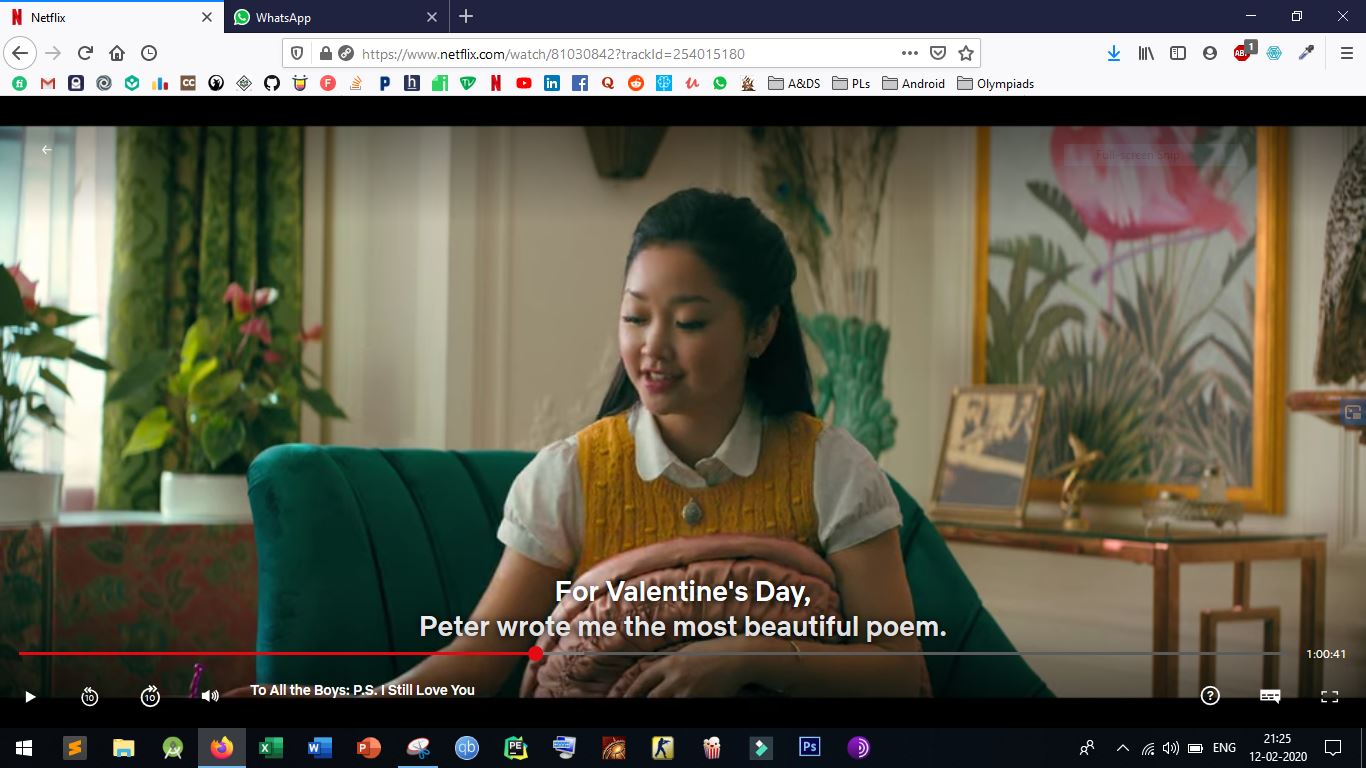 Netflix
WhatsApp
https://www.netflix.com/watch/81030842?trackId=254015180
1
A&DS
PLs
Android
Olympiads
Full-screen Snip
For Valentine's Day,
Peter wrote me the most beautiful poem.
1:00:41
10
10
To All the Boys: P.S. I Still Love You
ENG
21:25
12-02-2020